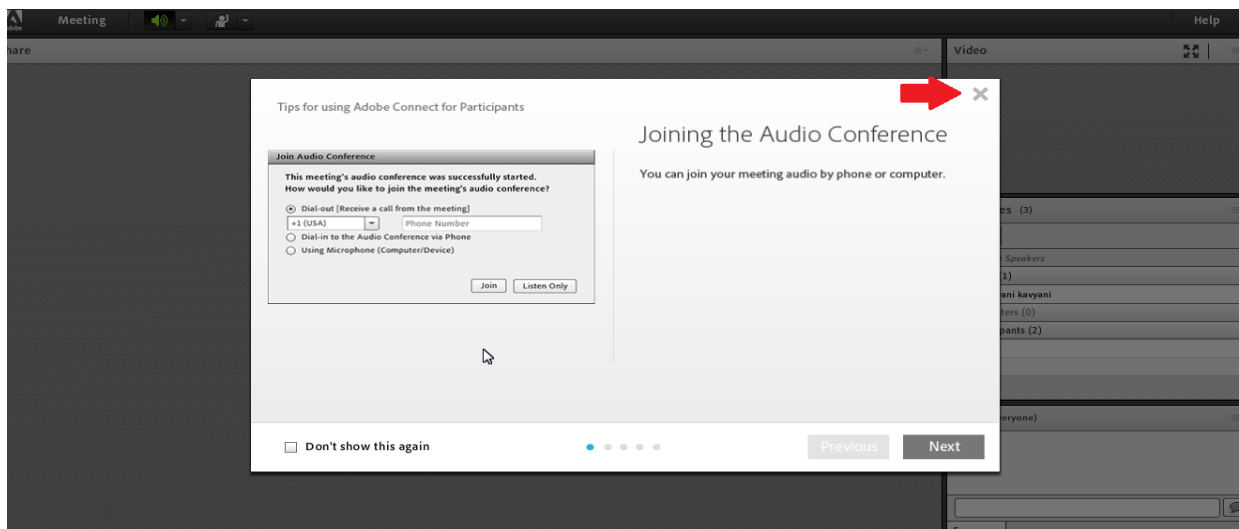 Adobe
Meeting
Help
hare
Video
Tips for using Adobe Connect for Participants
Joining the Audio Conference
You can join your meeting audio by phone or computer.
Join Audio Conference
This meeting's audio conference was successfully started.
How would you like to join the meeting's audio conference?
Dial-out [Receive a call from the meeting]
+1 (USA)
Phone Number
Dial-in to the Audio Conference via Phone
Using Microphone (Computer/Device)
Join
Listen Only
es (3)
Speakers
(1)
ani kavyani
ters (0)
pants (2)
eryone)
Don't show this again
Previous
Next